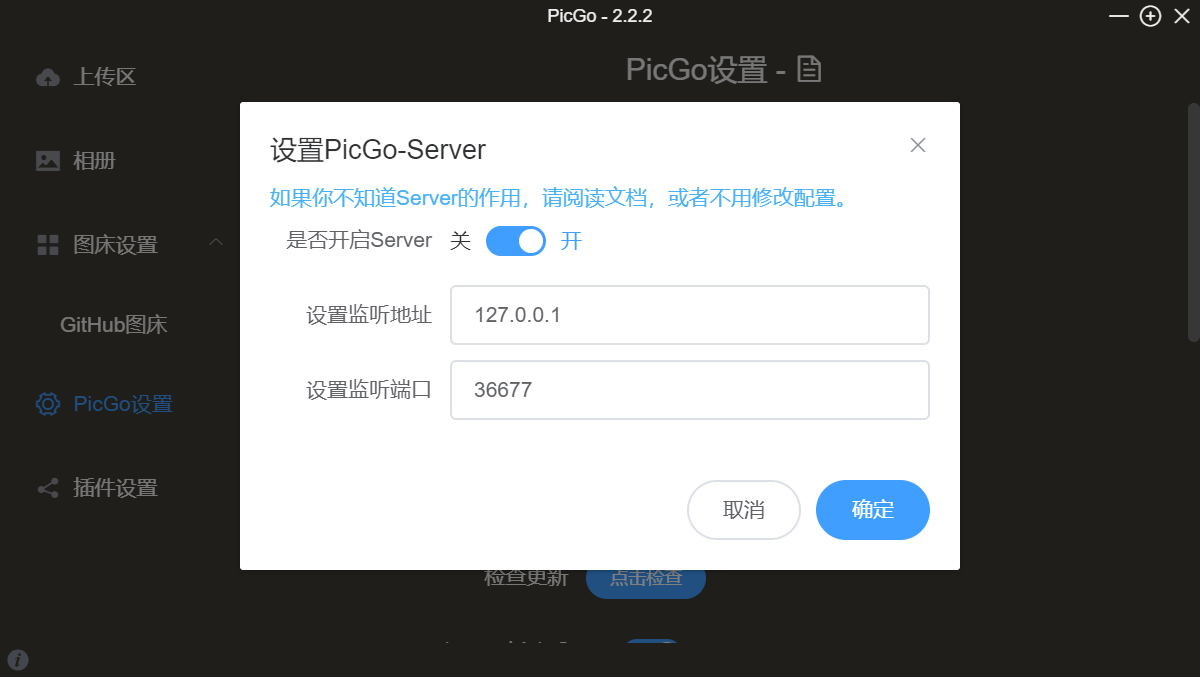 PicGo - 2.2.2
上传区
相册
图床设置
GitHub图床
PicGo设置
插件设置
PicGo设置 -
设置PicGo-Server
如果你不知道Server的作用，请阅读文档，或者不用修改配置。
是否开启Server 关 开
设置监听地址 127.0.0.1
设置监听端口 36677
取消 确定
检查更新 点击检查